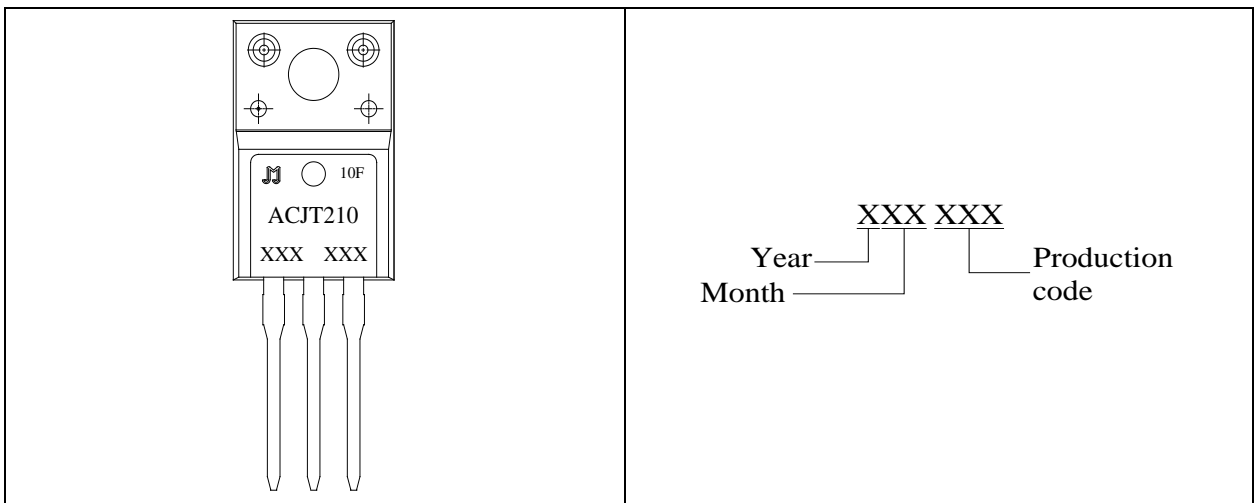 10F
ACJT210
XXX XXX
XXX XXX
Year
Month
Production
code